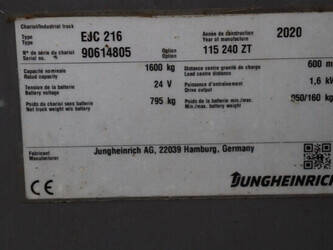 Chariot/Industrial truck
Type
Type
EJC 216
Année de construction
Year of manufacture
2020
N° de série du chariot
Serial no.
90614805
Option
Option
115 240 ZT
Capacité nominale
Rated capacity
1600 kg
Distance centre gravité de charge
Load centre distance
600 m
Tension de service
Battery voltage
24 V
Puissance d'entraînement
Drive output
1,6 k
Poids du chariot sans batterie
Net truck weight w/o battery
795 kg
Poids de batterie min./max.
Min./max. battery weight
160 kg
Fabricant
Manufacturer
Jungheinrich AG, 22039 Hamburg, Germany
CE
JUNGHEINRICH